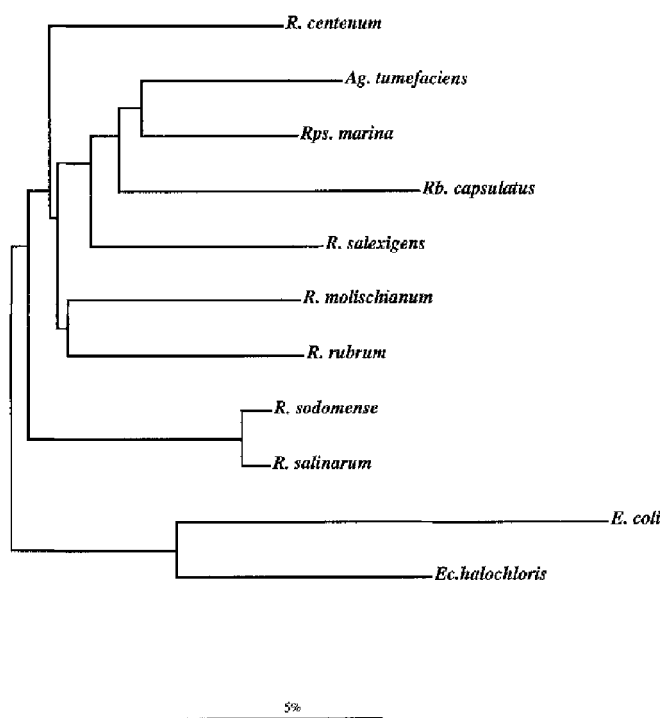 R. centenum
Ag. tumefaciens
Rps. marina
Rb. capsulatus
R. salexigens
R. molischianum
R. rubrum
R. sodomense
R. salinarum
E. coli
Ec.halochloris
5%